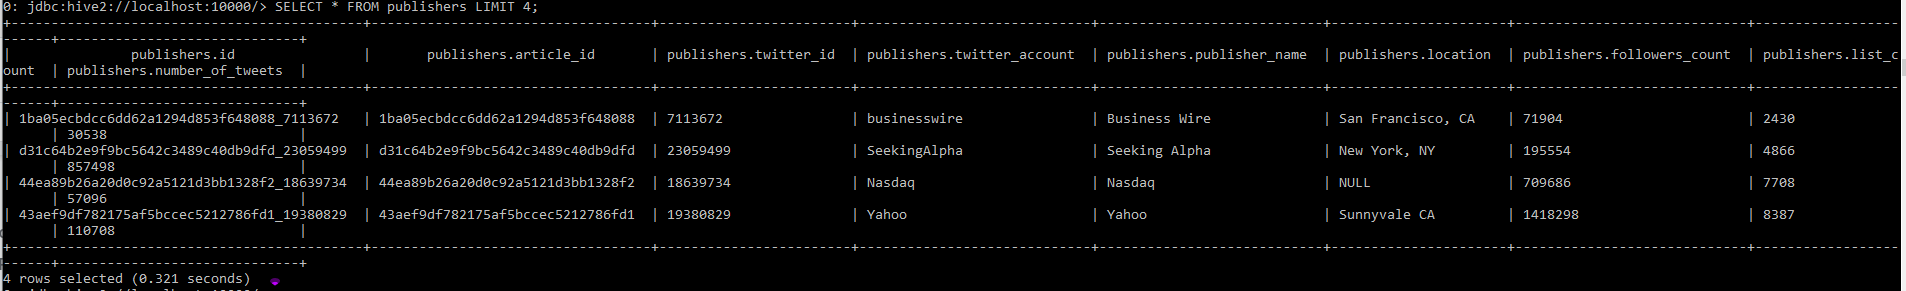 0: jdbc:hive2://localhost:10000/> SELECT * FROM publishers LIMIT 4;
| publishers.id | publishers.article_id | publishers.twitter_id | publishers.twitter_account | publishers.publisher_name | publishers.location | publishers.followers_count | publishers.list_c
ount | publishers.number_of_tweets |
| 1ba05ecbdcc6dd62a1294d853f648088_7113672 | 1ba05ecbdcc6dd62a1294d853f648088 | 7113672 | businesswire | Business Wire | San Francisco, CA | 71904 | 2430
| 30538 |
| d31c64b2e9f9bc5642c3489c40db9dfd_23059499 | d31c64b2e9f9bc5642c3489c40db9dfd | 23059499 | SeekingAlpha | Seeking Alpha | New York, NY | 195554 | 4866
| 857498 |
| 44ea89b26a20d0c92a5121d3bb1328f2_18639734 | 44ea89b26a20d0c92a5121d3bb1328f2 | 18639734 | Nasdaq | Nasdaq | NULL | 709686 | 7708
| 57096 |
| 43aef9df782175af5bccec5212786fd1_19380829 | 43aef9df782175af5bccec5212786fd1 | 19380829 | Yahoo | Yahoo | Sunnyvale CA | 1418298 | 8387
| 110708 |
4 rows selected (0.321 seconds)